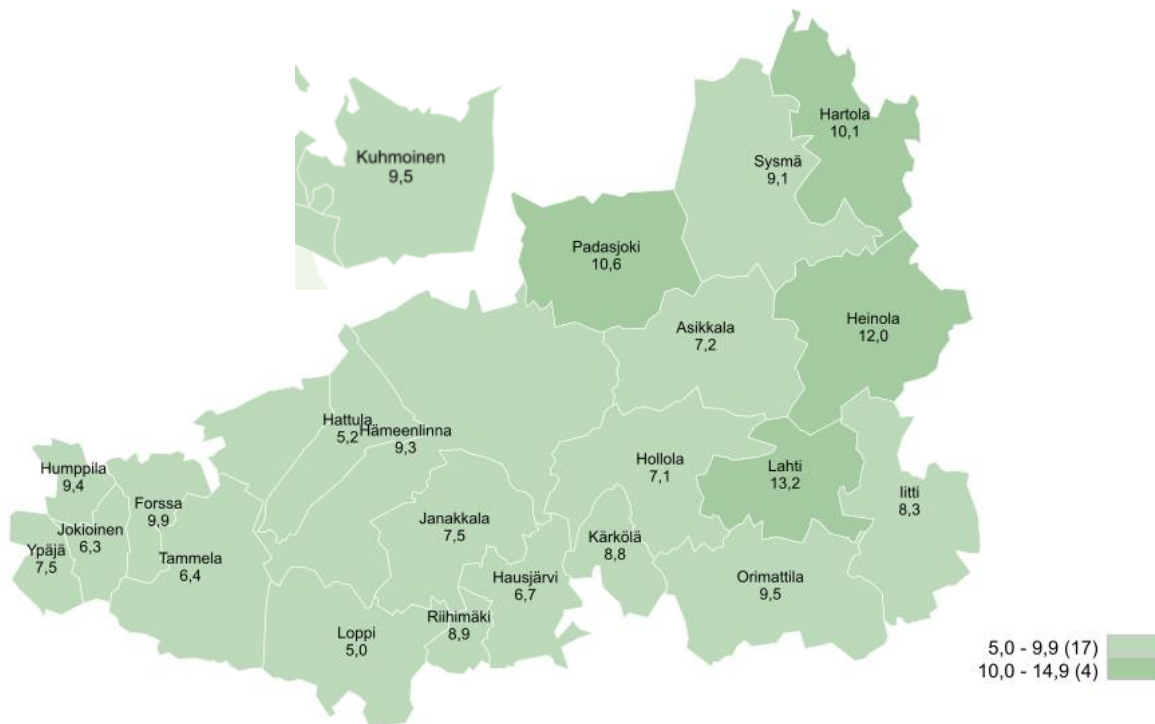 Hartola
10,1
Kuhmoinen
9,5
Sysmä
9,1
Padasjoki
10,6
Heinola
12,0
Asikkala
7,2
Hattula
5,2
Hämeenlinna
9,3
Hollola
7,1
Lahti
13,2
Humppila
9,4
Iitti
8,3
Forssa
9,9
Janakkala
7,5
Jokioinen
6,3
Kärkölä
8,8
Ypäjä
7,5
Tammela
6,4
Hausjärvi
6,7
Orimattila
9,5
Riihimäki
8,9
Loppi
5,0
5,0 - 9,9 (17)
10,0 - 14,9 (4)